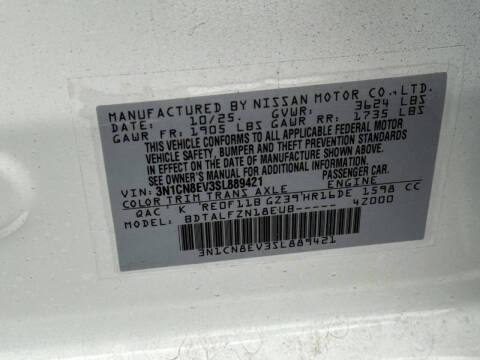 MANUFACTURED BY NISSAN MOTOR CO., LTD.
DATE: 10/25. GVWR: 3624 LBS
GAWR FR: 1905 LBS GAWR RR: 1735 LBS
THIS VEHICLE CONFORMS TO ALL APPLICABLE FEDERAL MOTOR
VEHICLE SAFETY, BUMPER AND THEFT PREVENTION STANDARDS
IN EFFECT ON THE DATE OF MANUFACTURE SHOWN ABOVE.
SEE OWNER'S MANUAL FOR ADDITIONAL INFORMATION
VIN: 3N1CN8EV3SL889421 PASSENGER CAR.
COLOR TRIM TRANS AXLE ENGINE
QAC K RE0F11B GZ39 HR16DE 1598 CC
MODEL: BDTALFZN18EUB----- 4Z000
3N1CN8EV3SL889421